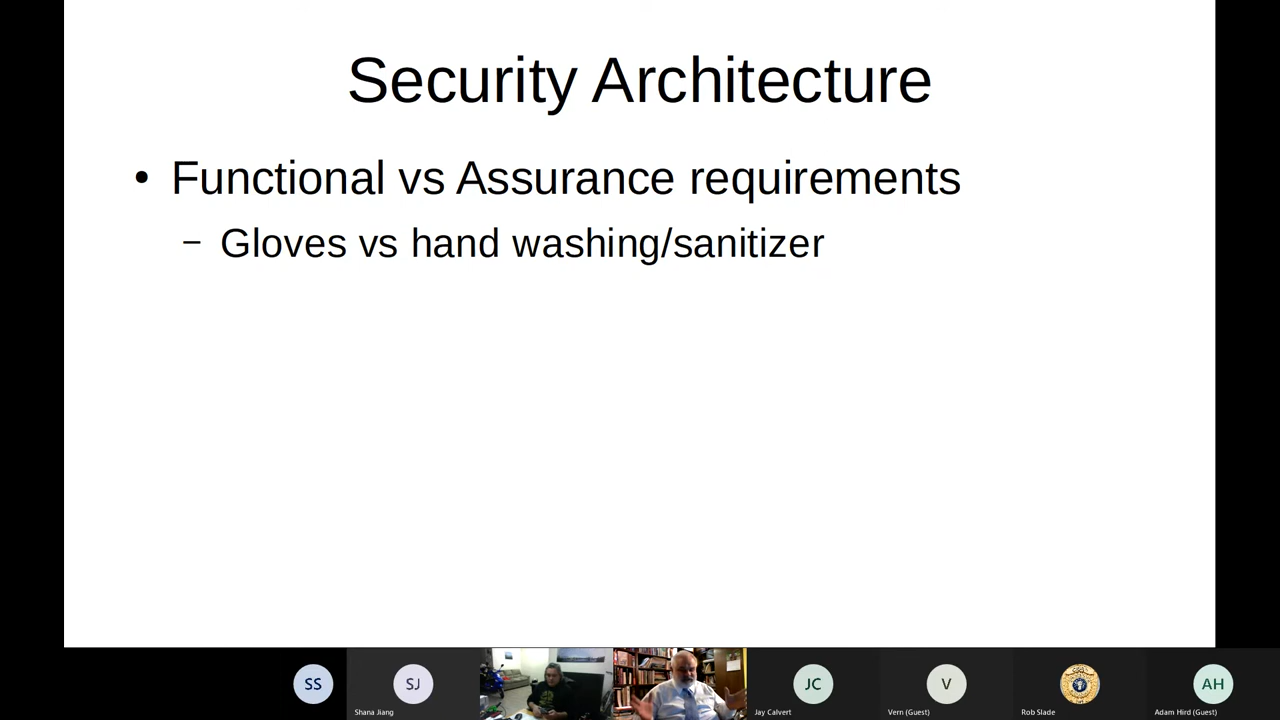 Security Architecture
• Functional vs Assurance requirements
– Gloves vs hand washing/sanitizer
SS
SJ
JC
V
AH
Shana Jiang
Jay Calvert
Vern (Guest)
Rob Slade
Adam Hird (Guest)